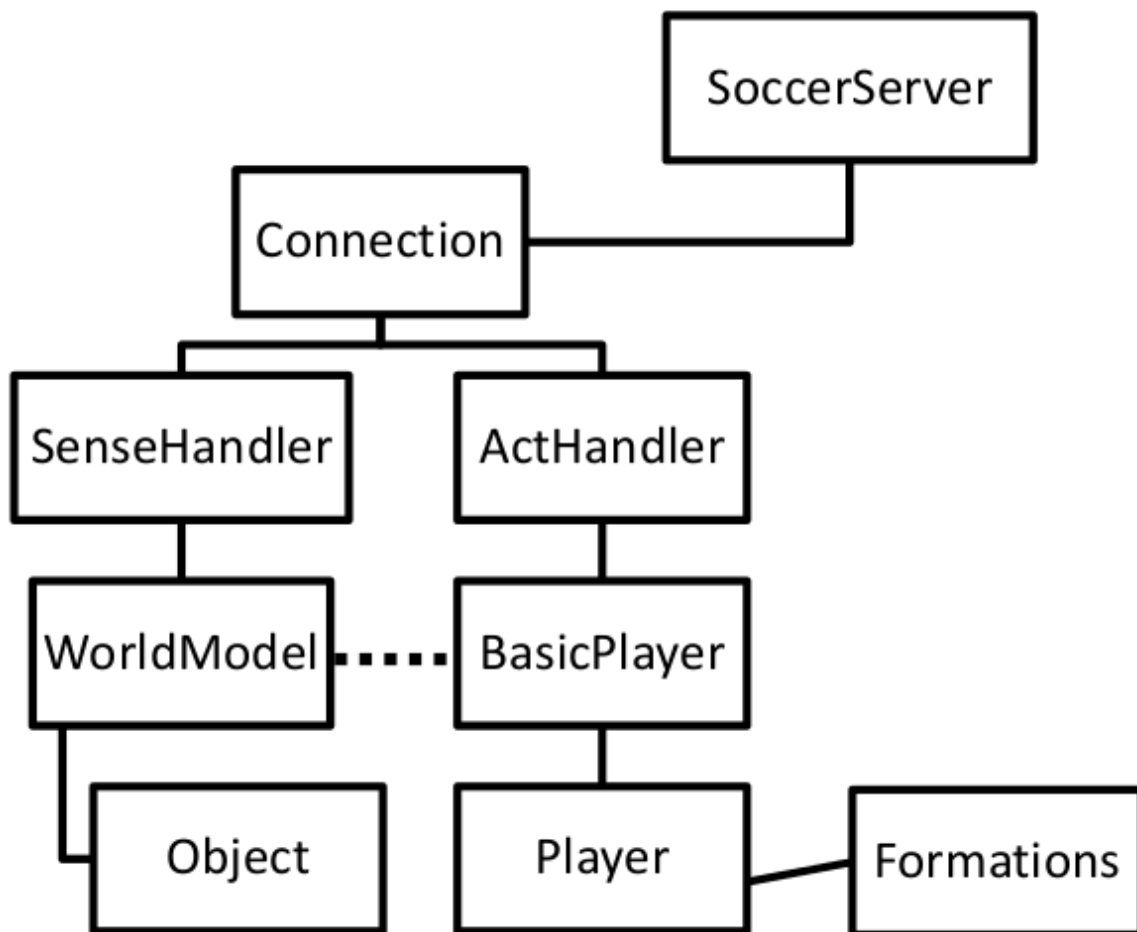 SoccerServer
Connection
SenseHandler
ActHandler
WorldModel
BasicPlayer
Object
Player
Formations